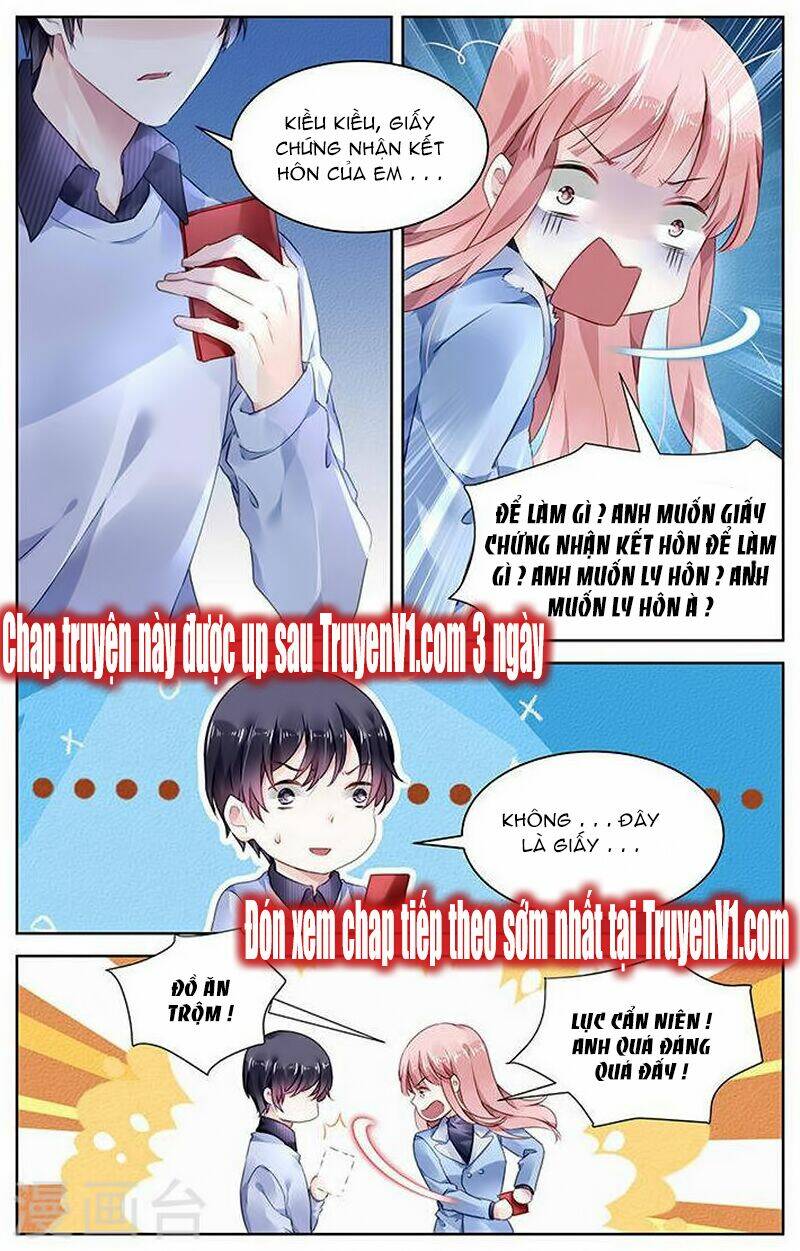 KIỀU KIỀU, GIẤY
CHỨNG NHẬN KẾT
HÔN CỦA EM . . .
ĐỂ LÀM GÌ ? ANH MUỐN GIẤY
CHỨNG NHẬN KẾT HÔN ĐỂ LÀM
GÌ ? ANH MUỐN LY HÔN ? ANH
MUỐN LY HÔN À ?
Chap truyện này được up sau TruyenV1.com 3 ngày
KHÔNG . . . ĐÂY
LÀ GIẤY . . .
Đón xem chap tiếp theo sớm nhất tại TruyenV1.com
ĐỒ ĂN
TRỘM !
LỤC CẨN NIÊN !
ANH QUÁ ĐÁNG
QUÁ ĐẤY !
漫画台